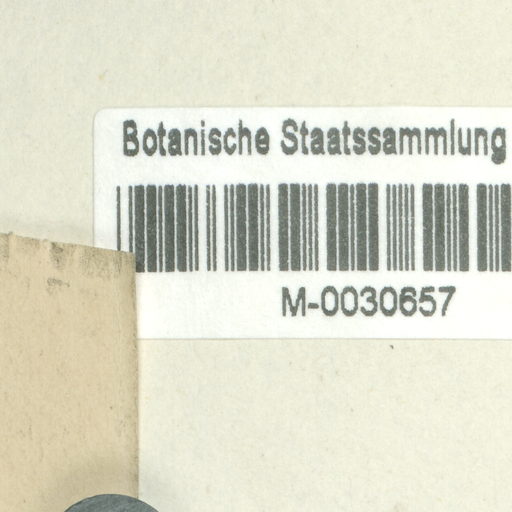 Botanische Staatssammlung
M-0030657